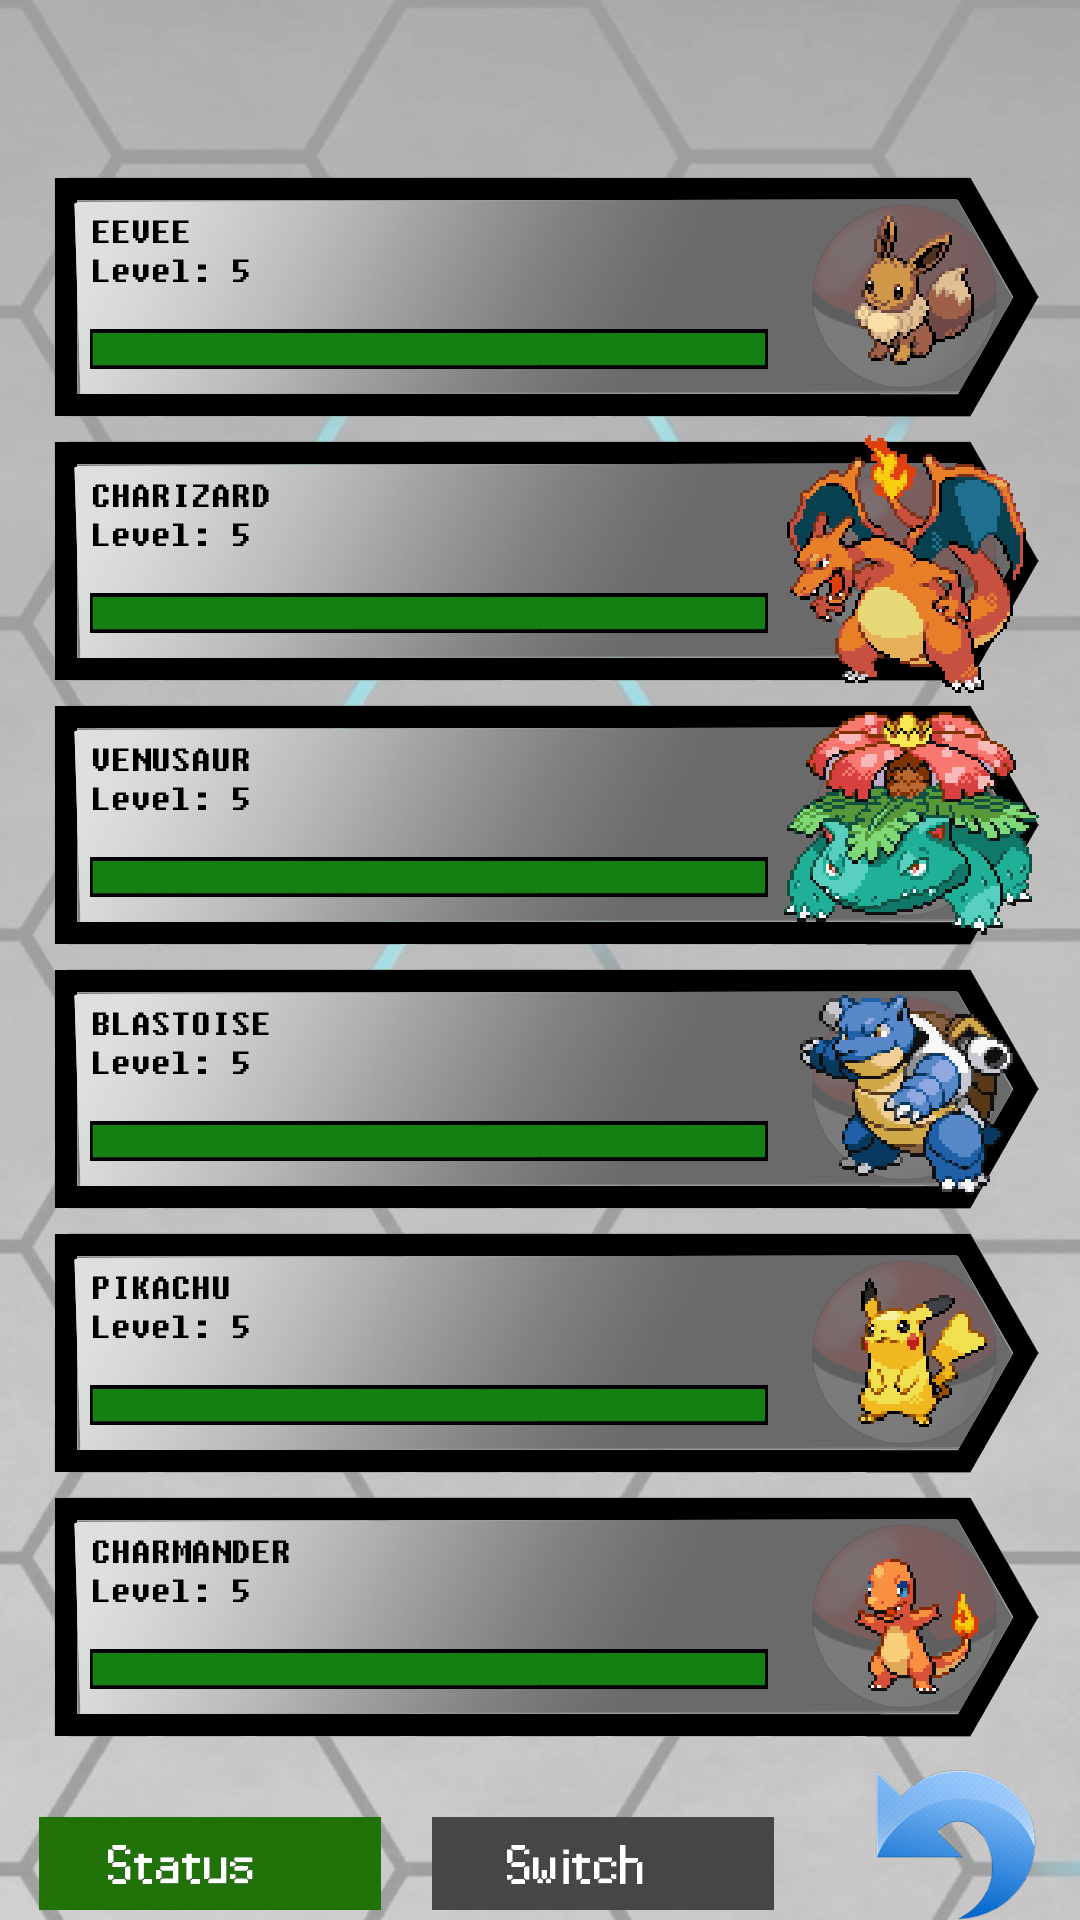 EEVEE
Level: 5
CHARIZARD
Level: 5
VENUSAUR
Level: 5
BLASTOISE
Level: 5
PIKACHU
Level: 5
CHARMANDER
Level: 5
Status
Switch